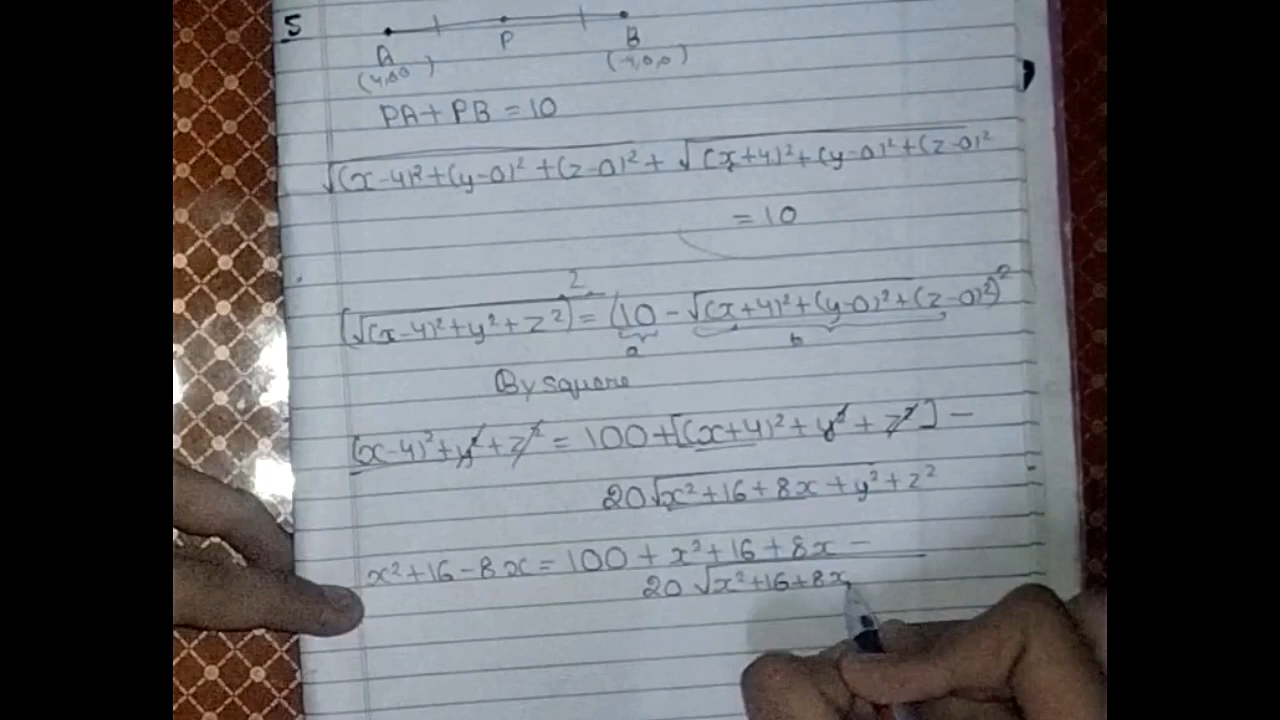 5
A P B
(4,0,0) (-4,0,0)
PA + PB = 10
√(x-4)²+(y-0)²+(z-0)² + √(x+4)²+(y-0)²+(z-0)²
= 10
(√(x-4)²+y²+z²)² = (10 - √(x+4)²+(y-0)²+(z-0)²)²
a b
By square
(x-4)²+y²+z² = 100+[(x+4)²+y²+z²] -
20√x²+16+8x+y²+z²
x²+16-8x = 100+x²+16+8x -
20 √x²+16+8x